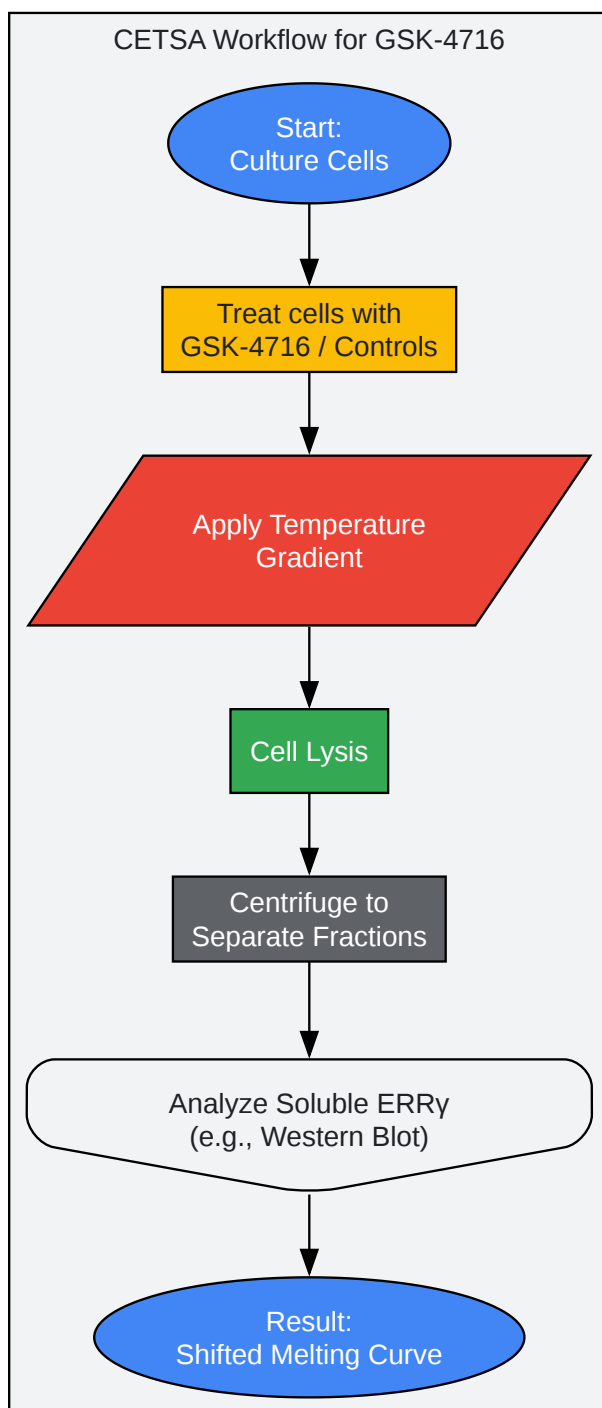 CETSA Workflow for GSK-4716
Start:
Culture Cells
Treat cells with
GSK-4716 / Controls
Apply Temperature
Gradient
Cell Lysis
Centrifuge to
Separate Fractions
Analyze Soluble ERRγ
(e.g., Western Blot)
Result:
Shifted Melting Curve